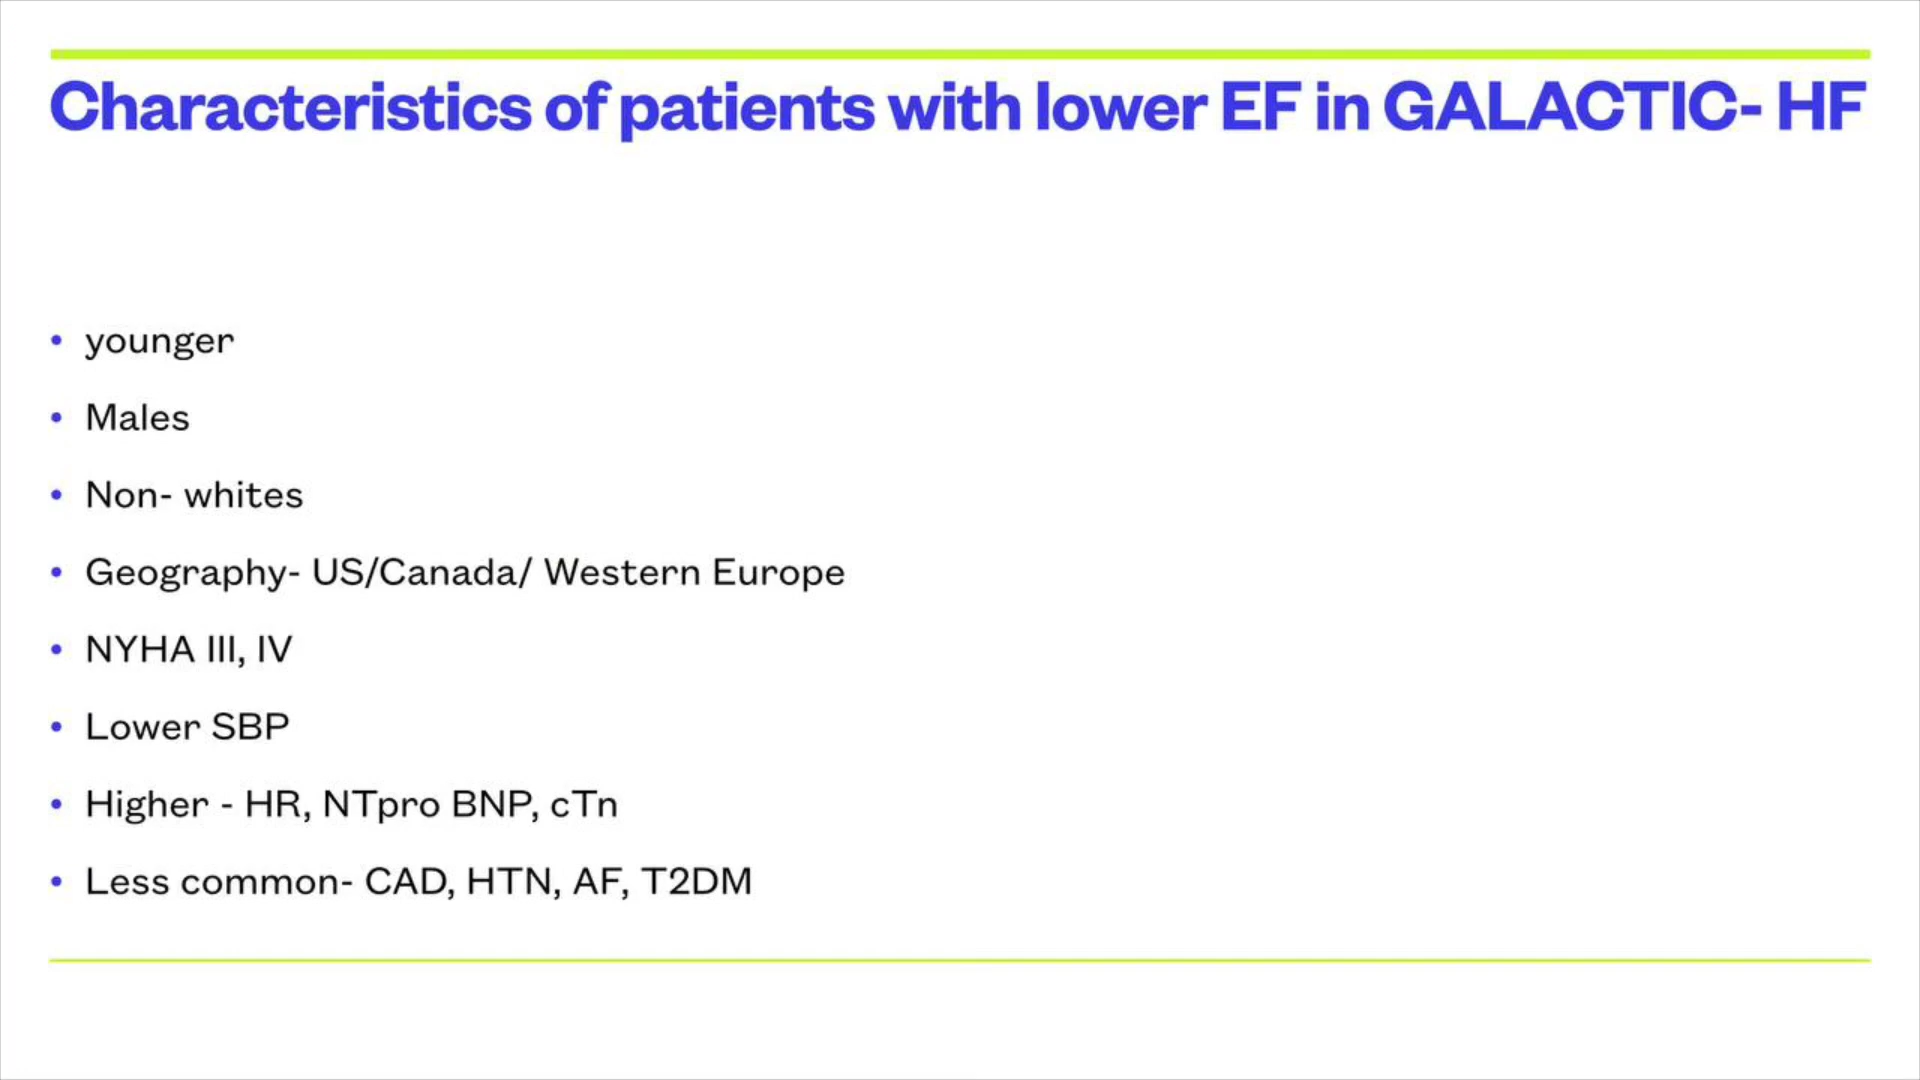 Characteristics of patients with lower EF in GALACTIC- HF
• younger
• Males
• Non- whites
• Geography- US/Canada/ Western Europe
• NYHA III, IV
• Lower SBP
• Higher - HR, NTpro BNP, cTn
• Less common- CAD, HTN, AF, T2DM